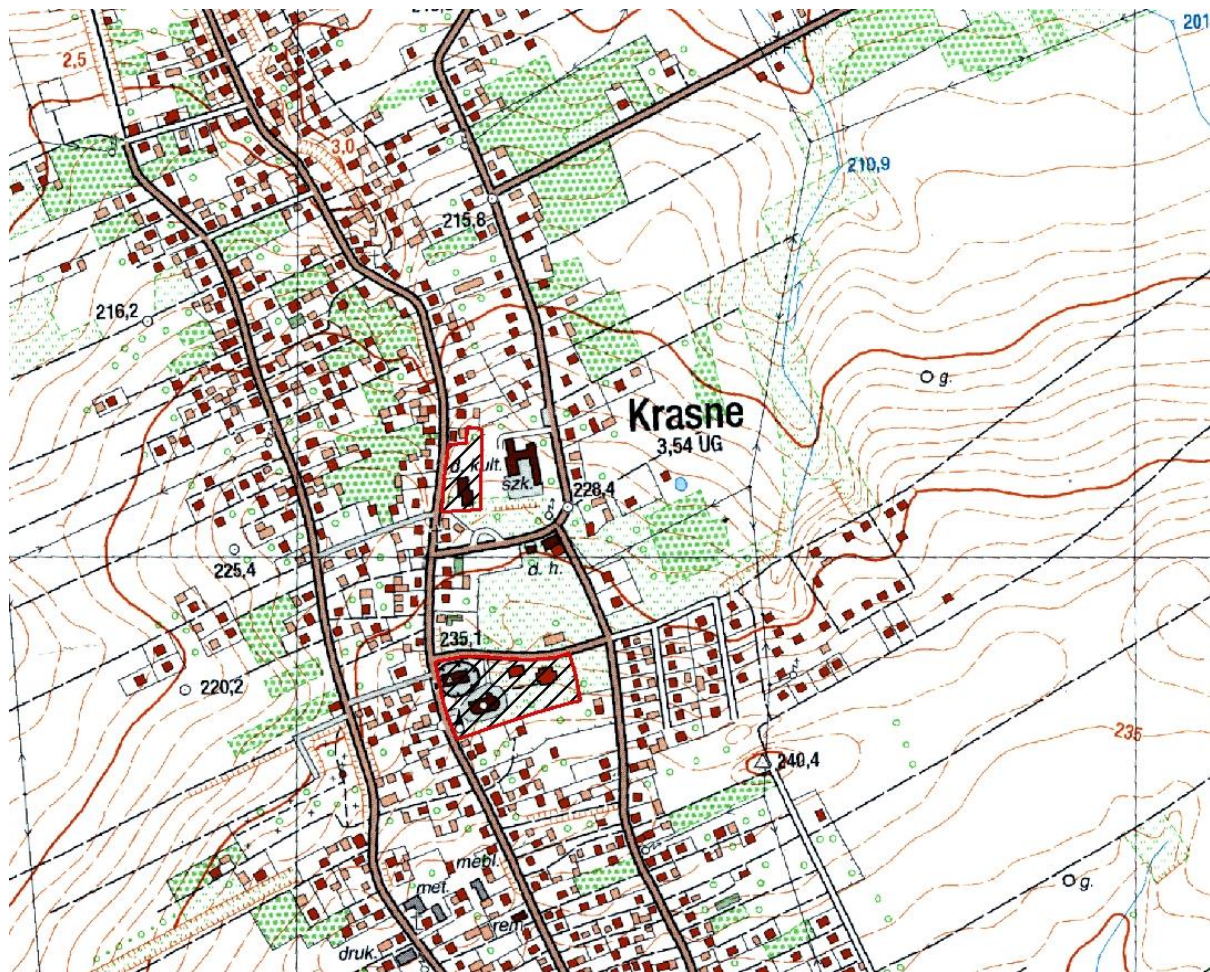 201
2,5
3.0
210,9
215,8
216,2
g.
Krasne
3,54 UG
d. kult.
szk.
228,4
225,4
d. h.
235,1
220,2
235
240,4
mebl.
met.
g.
rem.
druk.